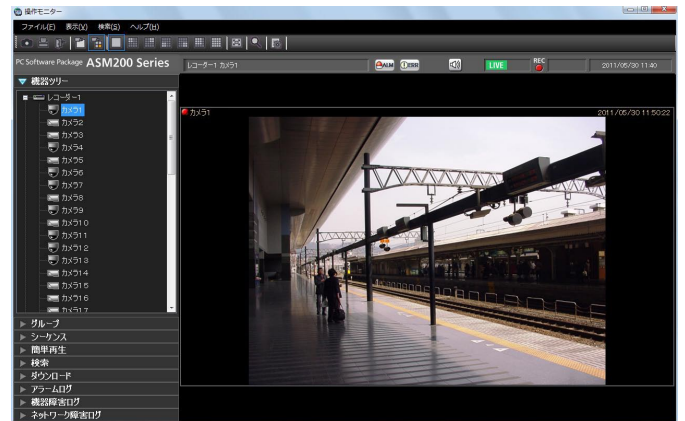 操作モニター
ファイル(F) 表示(V) 検索(S) ヘルプ(H)
PC Software Package ASM200 Series
レコーダー1 カメラ1
ALM
ERR
LIVE
REC
2011/05/30 11:40
機器ツリー
レコーダー1
カメラ1
カメラ2
カメラ3
カメラ4
カメラ5
カメラ6
カメラ7
カメラ8
カメラ9
カメラ10
カメラ11
カメラ12
カメラ13
カメラ14
カメラ15
カメラ16
カメラ17
グループ
シーケンス
簡単再生
検索
ダウンロード
アラームログ
機器障害ログ
ネットワーク障害ログ
カメラ1
2011/05/30 11:50:22